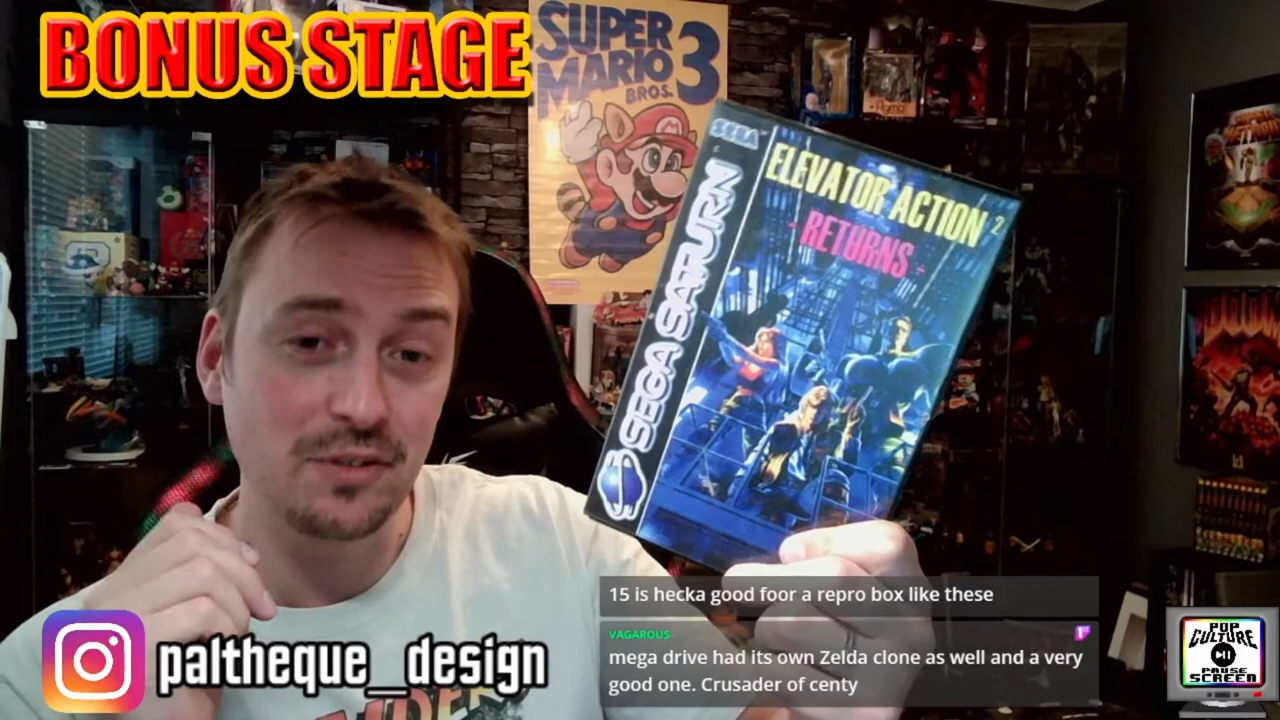 BONUS STAGE
SUPER
MARIO
BROS.
3
SEGA
SEGA SATURN
ELEVATOR ACTION 2
- RETURNS -
figma
15 is hecka good foor a repro box like these
VAGAROUS
1
mega drive had its own Zelda clone as well and a very
good one. Crusader of centy
paltheque_design
POP
CULTURE
PAUSE
SCREEN